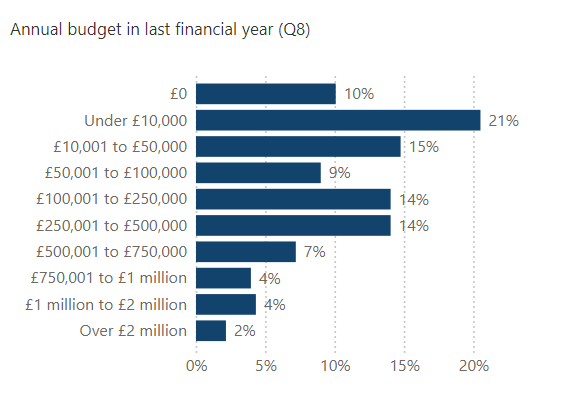 Annual budget in last financial year (Q8)
£0 10%
Under £10,000 21%
£10,001 to £50,000 15%
£50,001 to £100,000 9%
£100,001 to £250,000 14%
£250,001 to £500,000 14%
£500,001 to £750,000 7%
£750,001 to £1 million 4%
£1 million to £2 million 4%
Over £2 million 2%
0% 5% 10% 15% 20%